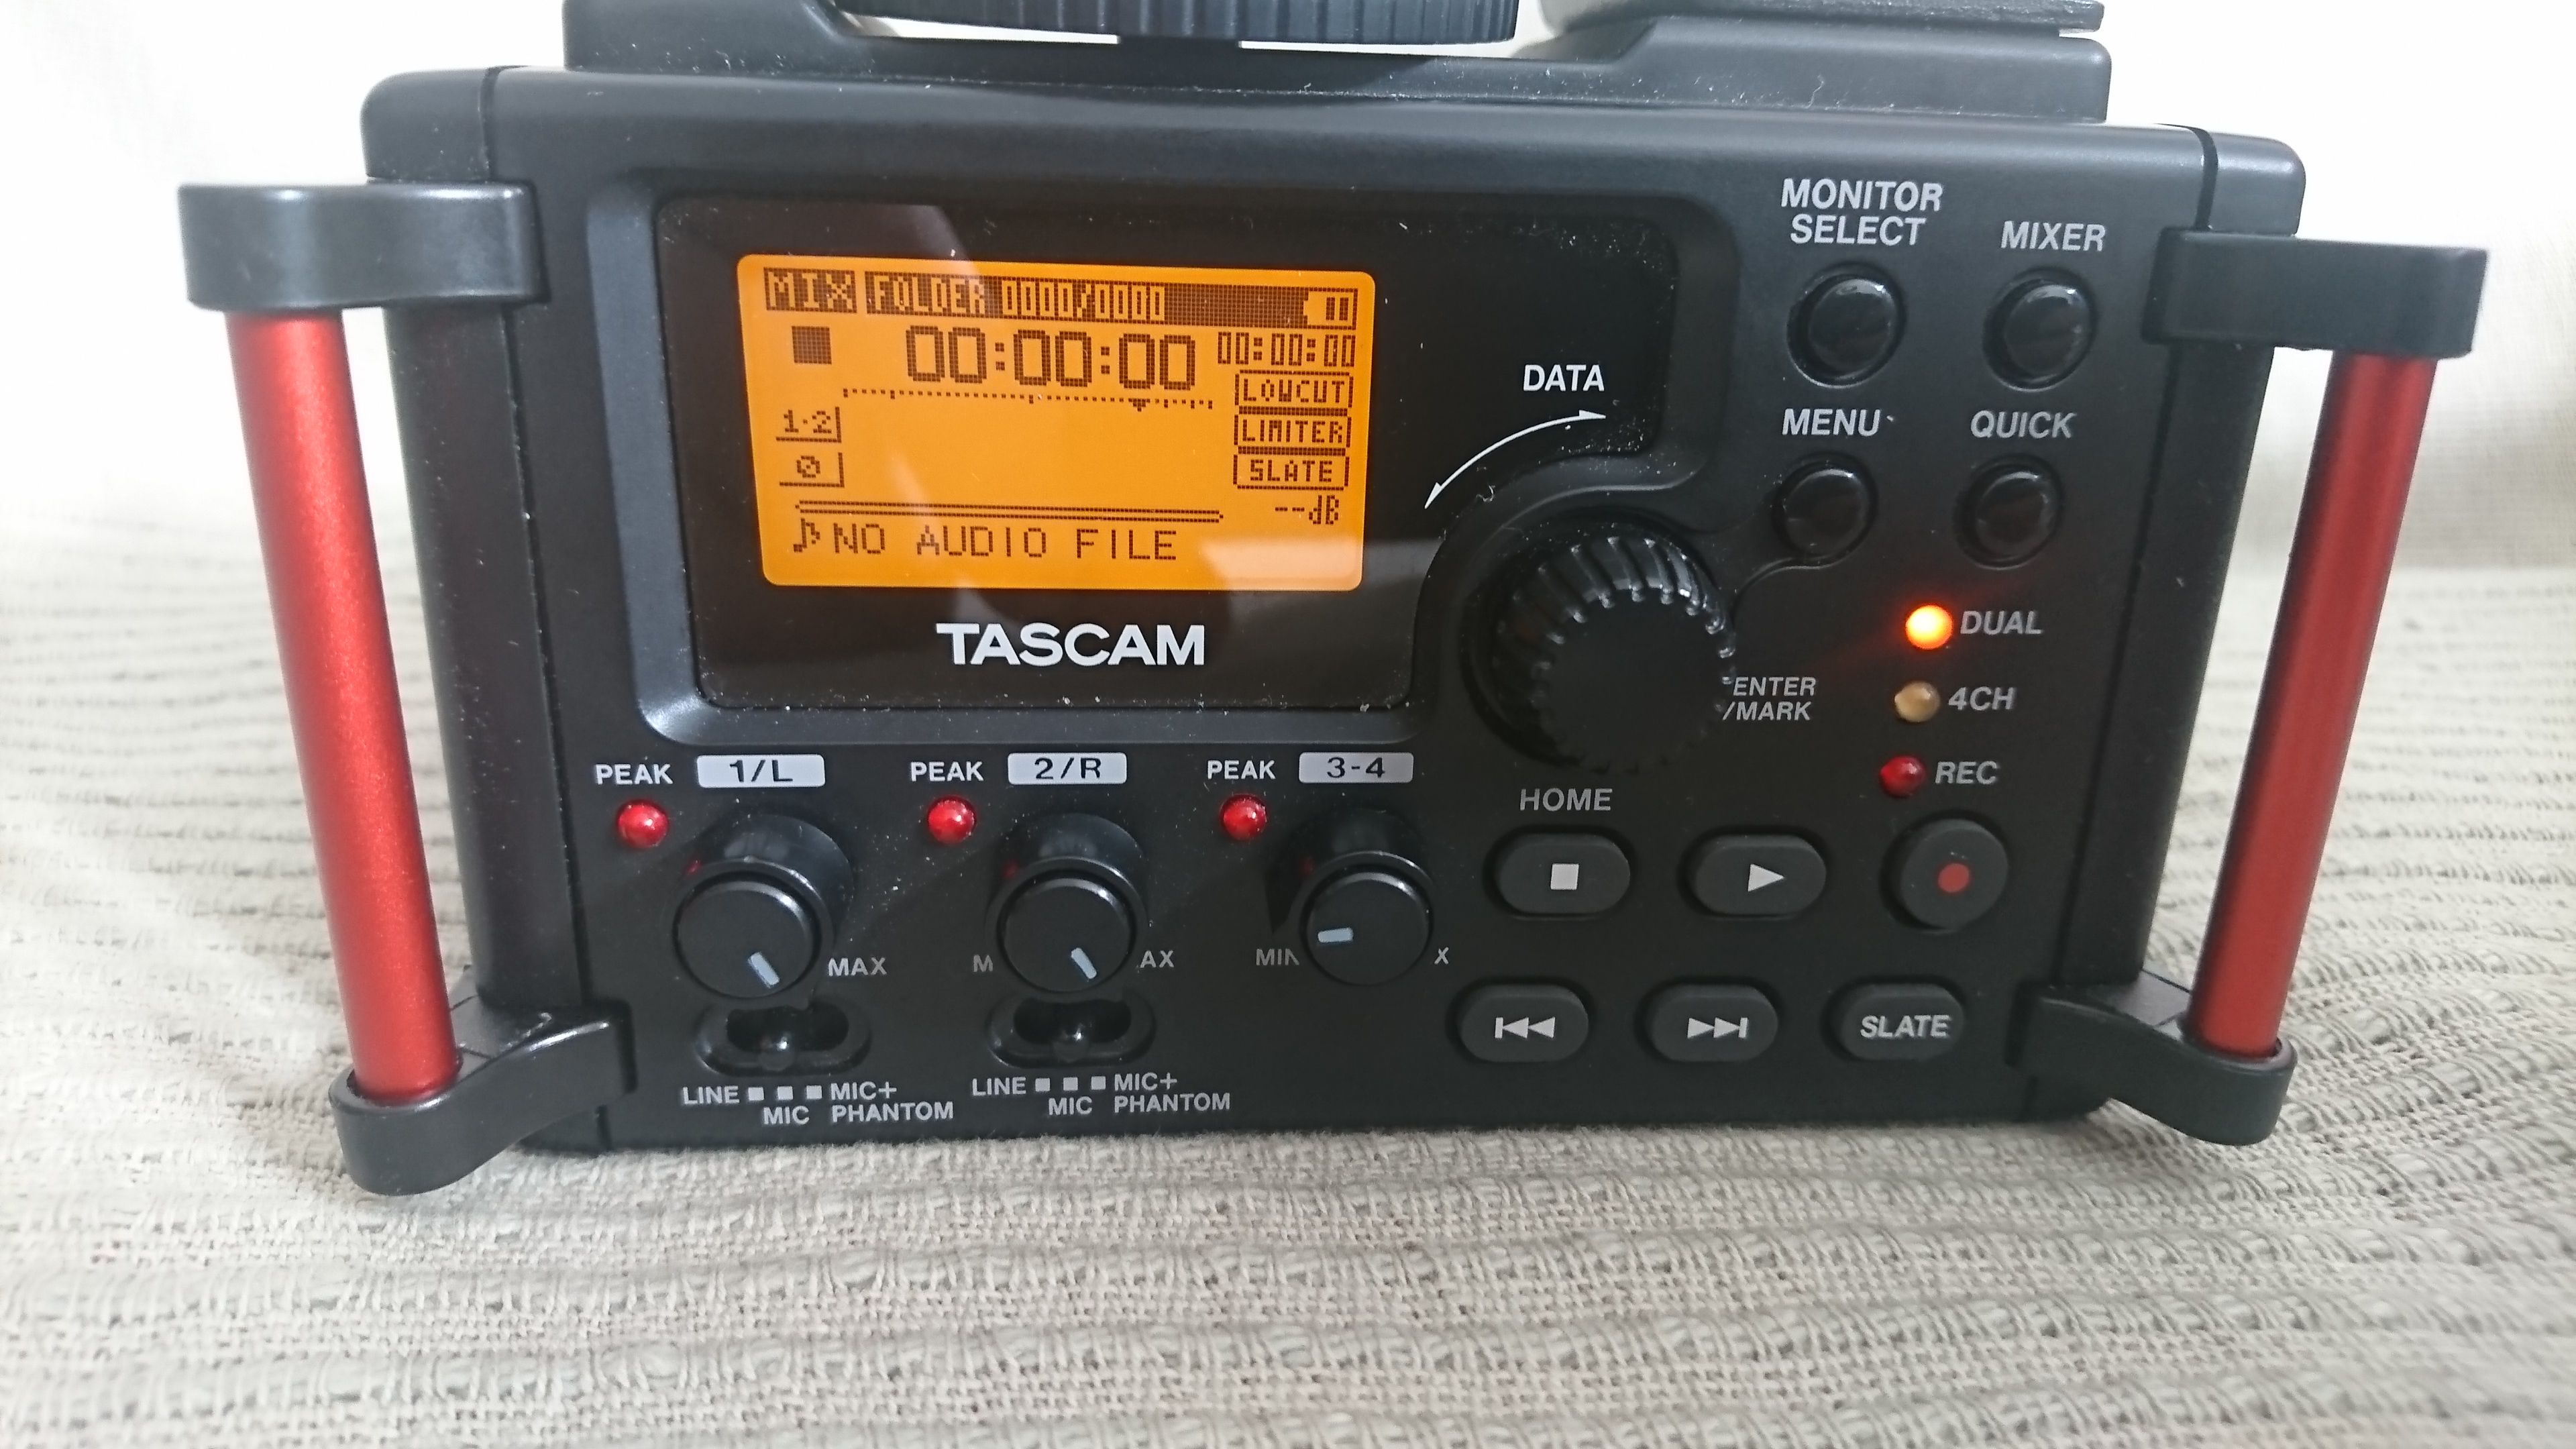 MIX FOLDER 0000/0000
00:00:00 00:00:00
LOWCUT
1·2
LIMITER
SLATE
Ø
--dB
NO AUDIO FILE
TASCAM
DATA
MONITOR
SELECT
MIXER
MENU
QUICK
DUAL
4CH
REC
ENTER
/MARK
PEAK 1/L
PEAK 2/R
PEAK 3-4
HOME
MAX
M AX
MIN X
SLATE
LINE MIC+
MIC PHANTOM
LINE MIC+
MIC PHANTOM